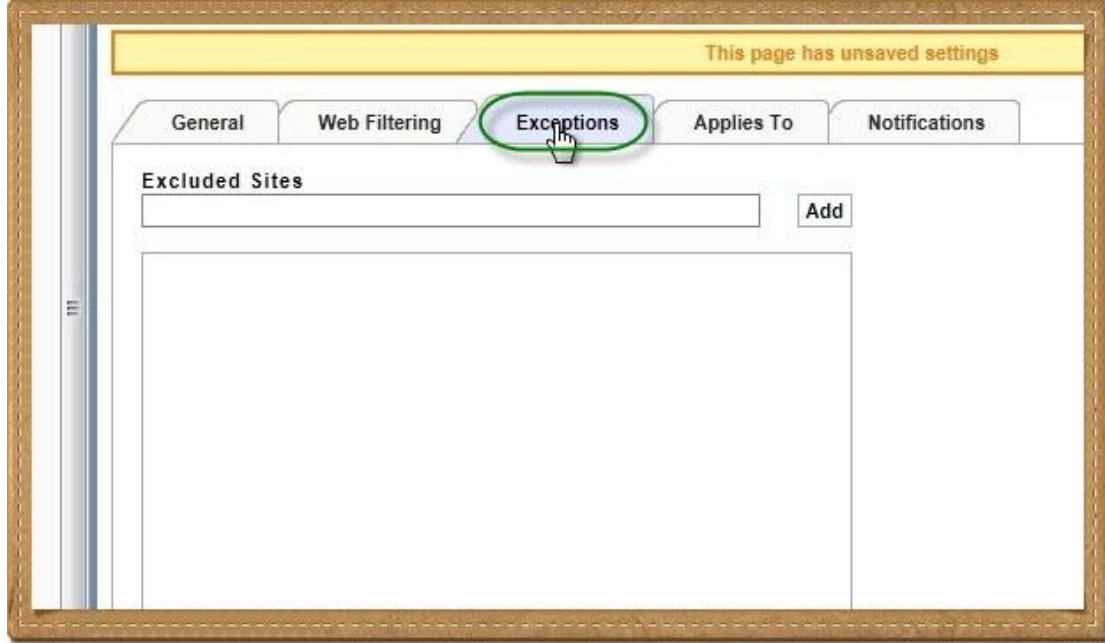 This page has unsaved settings
General Web Filtering Exceptions Applies To Notifications
Excluded Sites
Add